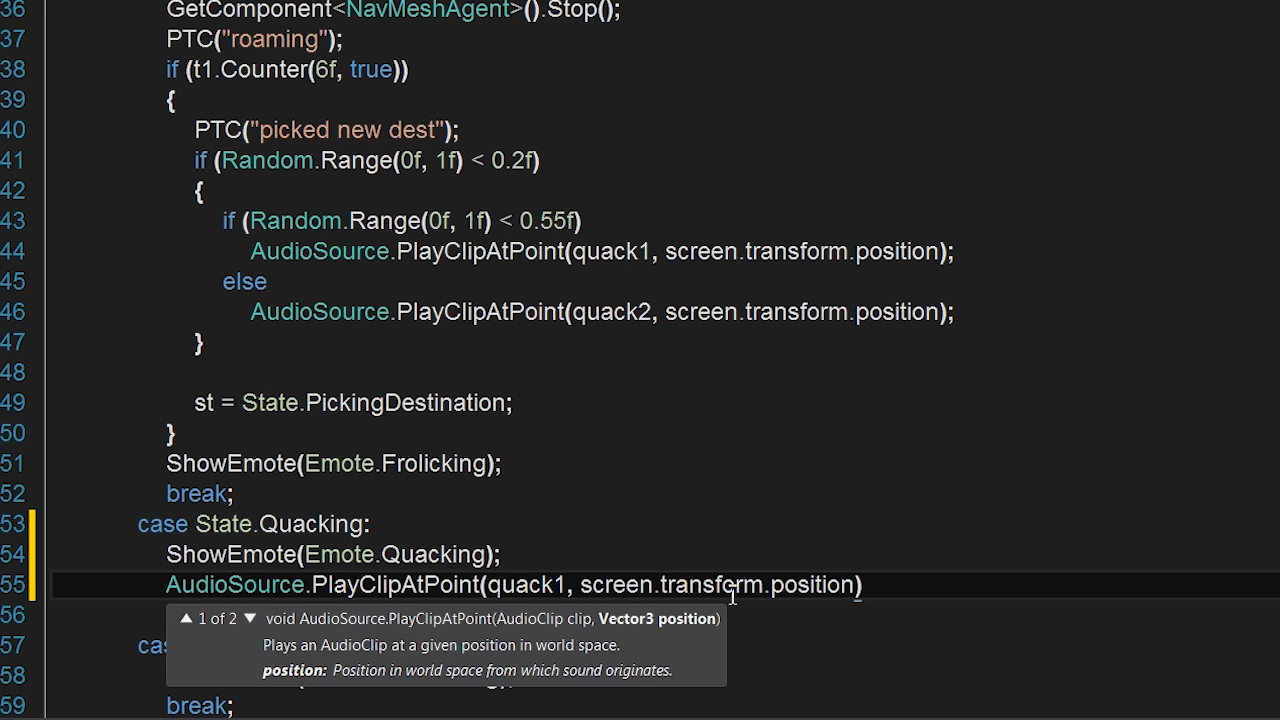 36 GetComponent<NavMeshAgent>().Stop();
37 PTC("roaming");
38 if (t1.Counter(6f, true))
39 {
40 PTC("picked new dest");
41 if (Random.Range(0f, 1f) < 0.2f)
42 {
43 if (Random.Range(0f, 1f) < 0.55f)
44 AudioSource.PlayClipAtPoint(quack1, screen.transform.position);
45 else
46 AudioSource.PlayClipAtPoint(quack2, screen.transform.position);
47 }
48
49 st = State.PickingDestination;
50 }
51 ShowEmote(Emote.Frolicking);
52 break;
53 case State.Quacking:
54 ShowEmote(Emote.Quacking);
55 AudioSource.PlayClipAtPoint(quack1, screen.transform.position)
56 ▲ 1 of 2 ▼ void AudioSource.PlayClipAtPoint(AudioClip clip, Vector3 position)
57 Plays an AudioClip at a given position in world space.
58 position: Position in world space from which sound originates.
59 break;